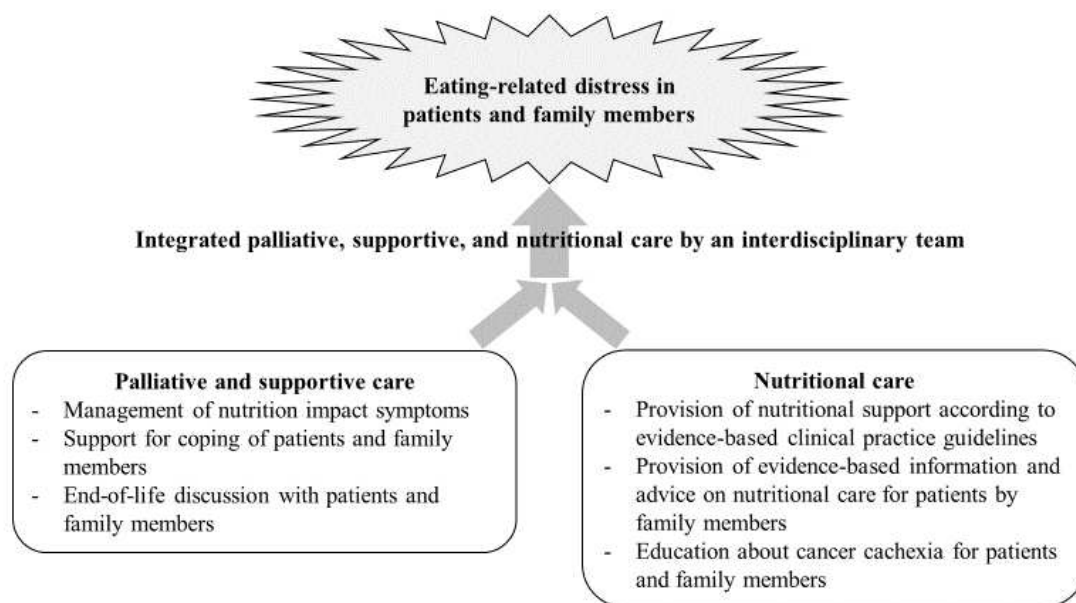 Eating-related distress in
patients and family members
Integrated palliative, supportive, and nutritional care by an interdisciplinary team
Palliative and supportive care
- Management of nutrition impact symptoms
- Support for coping of patients and family
members
- End-of-life discussion with patients and
family members
Nutritional care
- Provision of nutritional support according to
evidence-based clinical practice guidelines
- Provision of evidence-based information and
advice on nutritional care for patients by
family members
- Education about cancer cachexia for patients
and family members